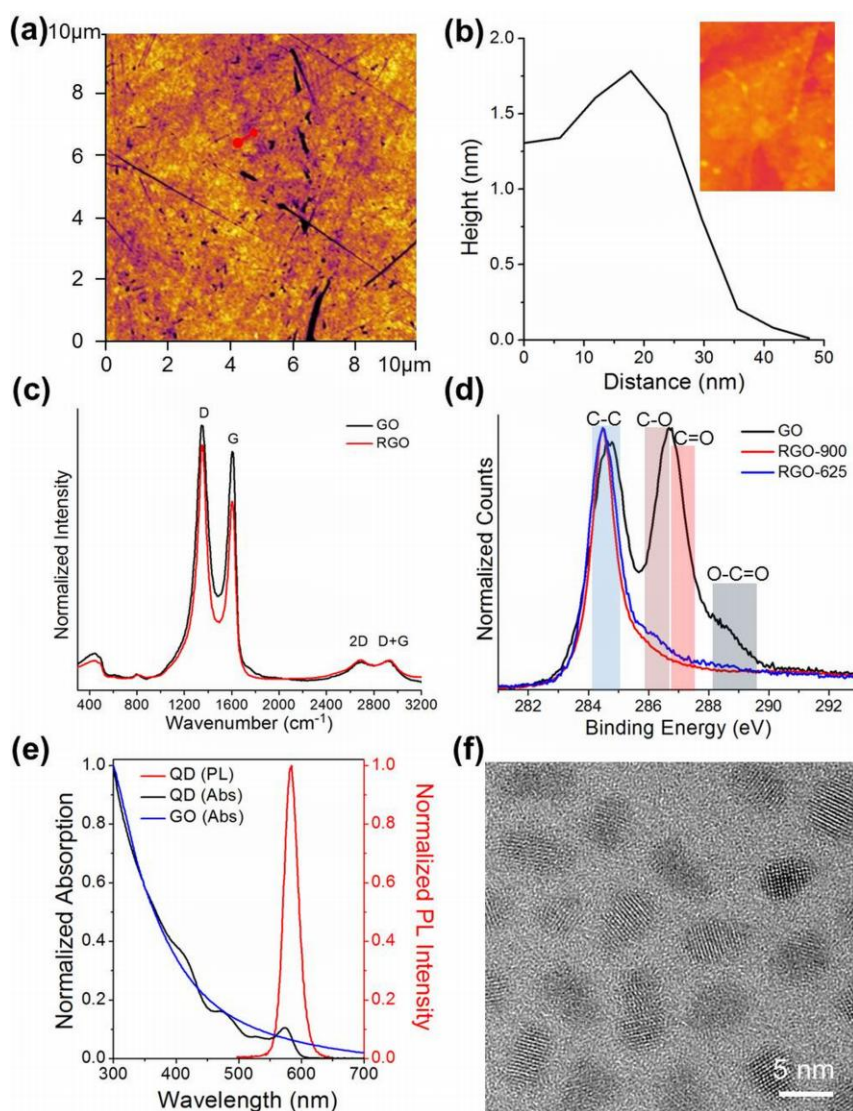 (a)
10μm
8
6
4
2
0
0
2
4
6
8
10μm
(b)
2.0
1.5
1.0
0.5
0.0
Height (nm)
0
10
20
30
40
50
Distance (nm)
(c)
D
G
GO
RGO
2D
D+G
Normalized Intensity
400
800
1200
1600
2000
2400
2800
3200
Wavenumber (cm⁻¹)
(d)
C-C
C-O
C=O
O-C=O
GO
RGO-900
RGO-625
Normalized Counts
282
284
286
288
290
292
Binding Energy (eV)
(e)
1.0
0.8
0.6
0.4
0.2
0.0
Normalized Absorption
QD (PL)
QD (Abs)
GO (Abs)
1.0
0.8
0.6
0.4
0.2
0.0
Normalized PL Intensity
300
400
500
600
700
Wavelength (nm)
(f)
5 nm